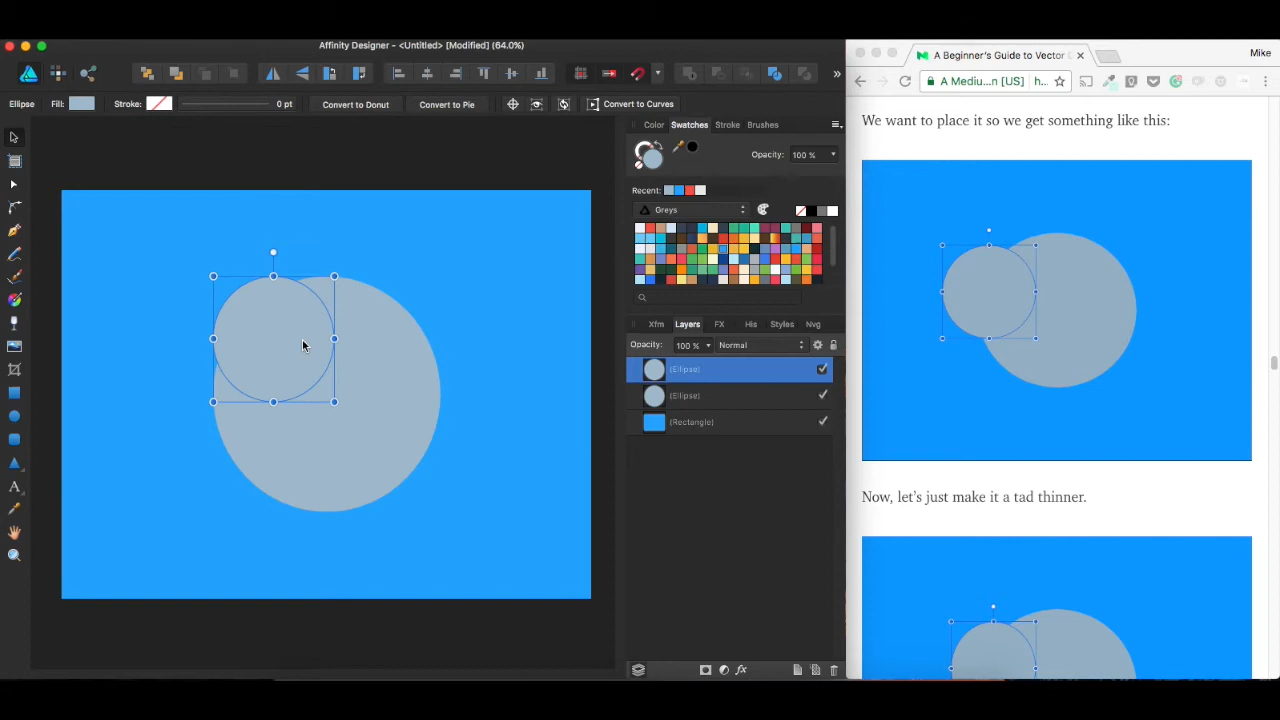 Affinity Designer - <Untitled> [Modified] (64.0%)
Ellipse Fill: Stroke: 0 pt Convert to Donut Convert to Pie Convert to Curves
Color Swatches Stroke Brushes
Opacity: 100 %
Recent:
Greys
Xfm Layers FX His Styles Nvg
Opacity: 100 % Normal
(Ellipse)
(Ellipse)
(Rectangle)
A
fx
A Beginner's Guide to Vector
Mike
A Medium...n [US] h...
We want to place it so we get something like this:
Now, let's just make it a tad thinner.